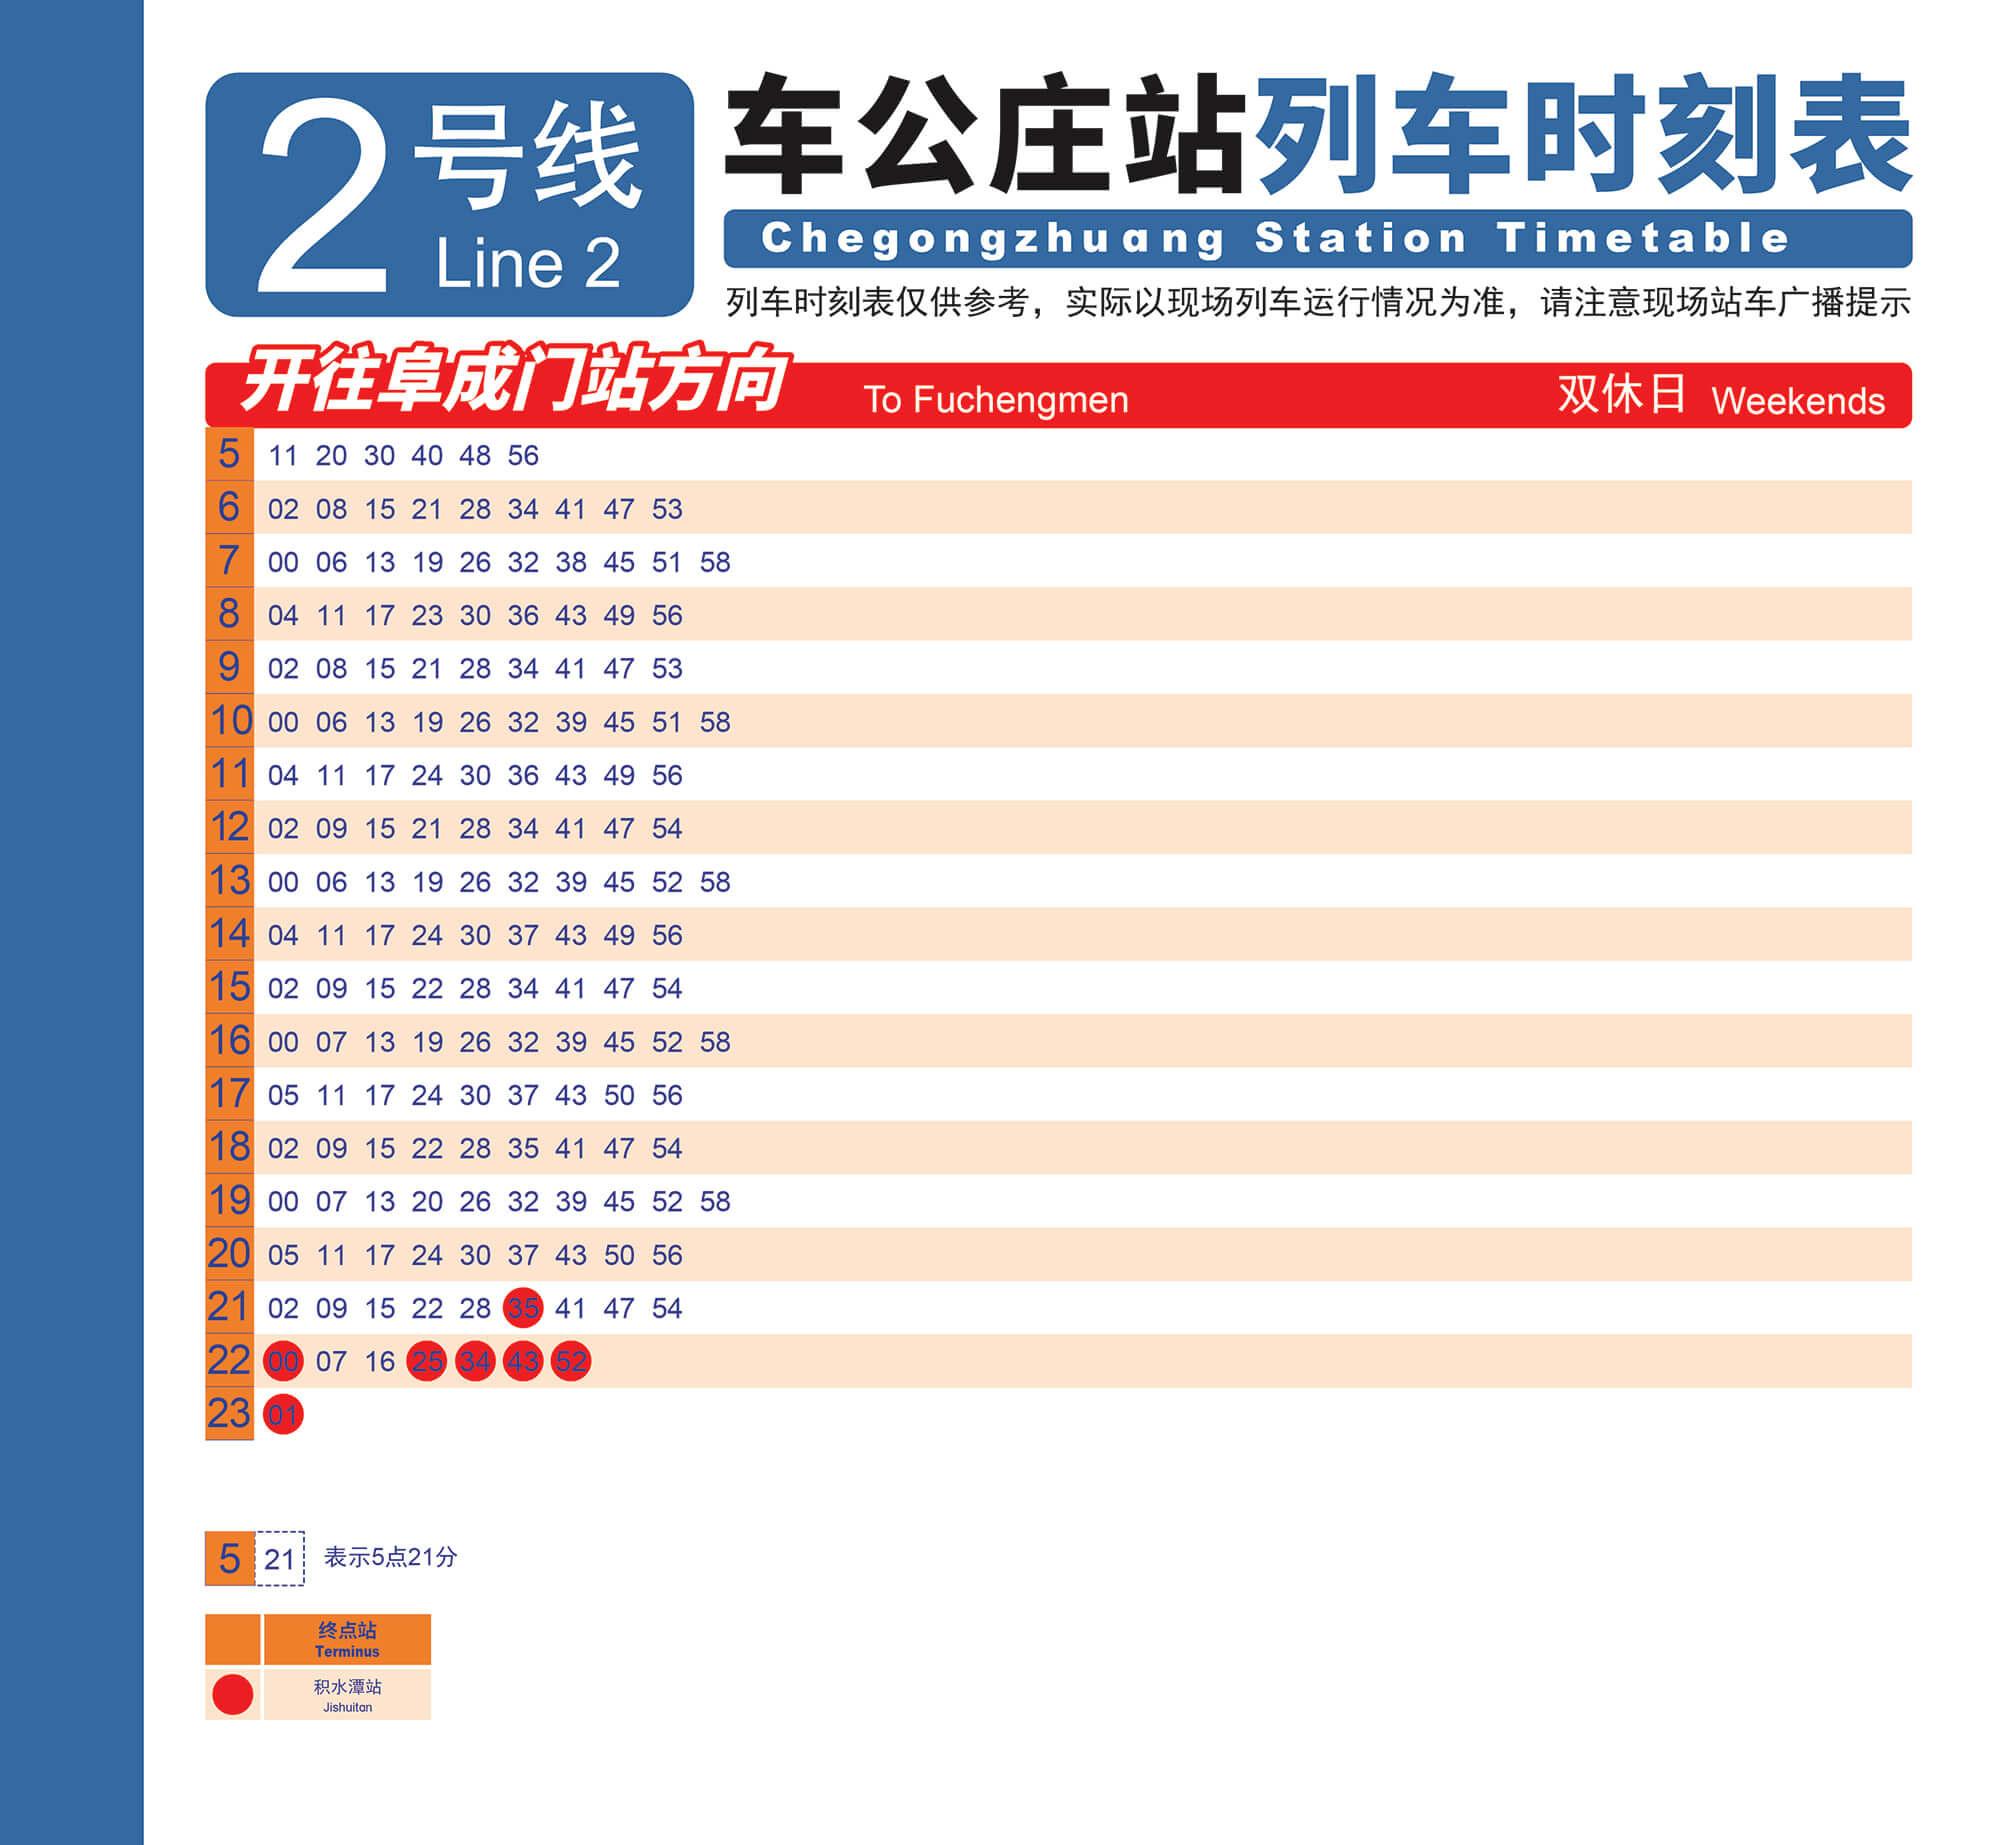 2号线
Line 2
车公庄站列车时刻表
Chegongzhuang Station Timetable
列车时刻表仅供参考，实际以现场列车运行情况为准，请注意现场站车广播提示
开往阜成门站方向 To Fuchengmen 双休日 Weekends
5 11 20 30 40 48 56
6 02 08 15 21 28 34 41 47 53
7 00 06 13 19 26 32 38 45 51 58
8 04 11 17 23 30 36 43 49 56
9 02 08 15 21 28 34 41 47 53
10 00 06 13 19 26 32 39 45 51 58
11 04 11 17 24 30 36 43 49 56
12 02 09 15 21 28 34 41 47 54
13 00 06 13 19 26 32 39 45 52 58
14 04 11 17 24 30 37 43 49 56
15 02 09 15 22 28 34 41 47 54
16 00 07 13 19 26 32 39 45 52 58
17 05 11 17 24 30 37 43 50 56
18 02 09 15 22 28 35 41 47 54
19 00 07 13 20 26 32 39 45 52 58
20 05 11 17 24 30 37 43 50 56
21 02 09 15 22 28 35 41 47 54
22 00 07 16 25 34 43 52
23 01
5 21 表示5点21分
终点站
Terminus
积水潭站
Jishuitan